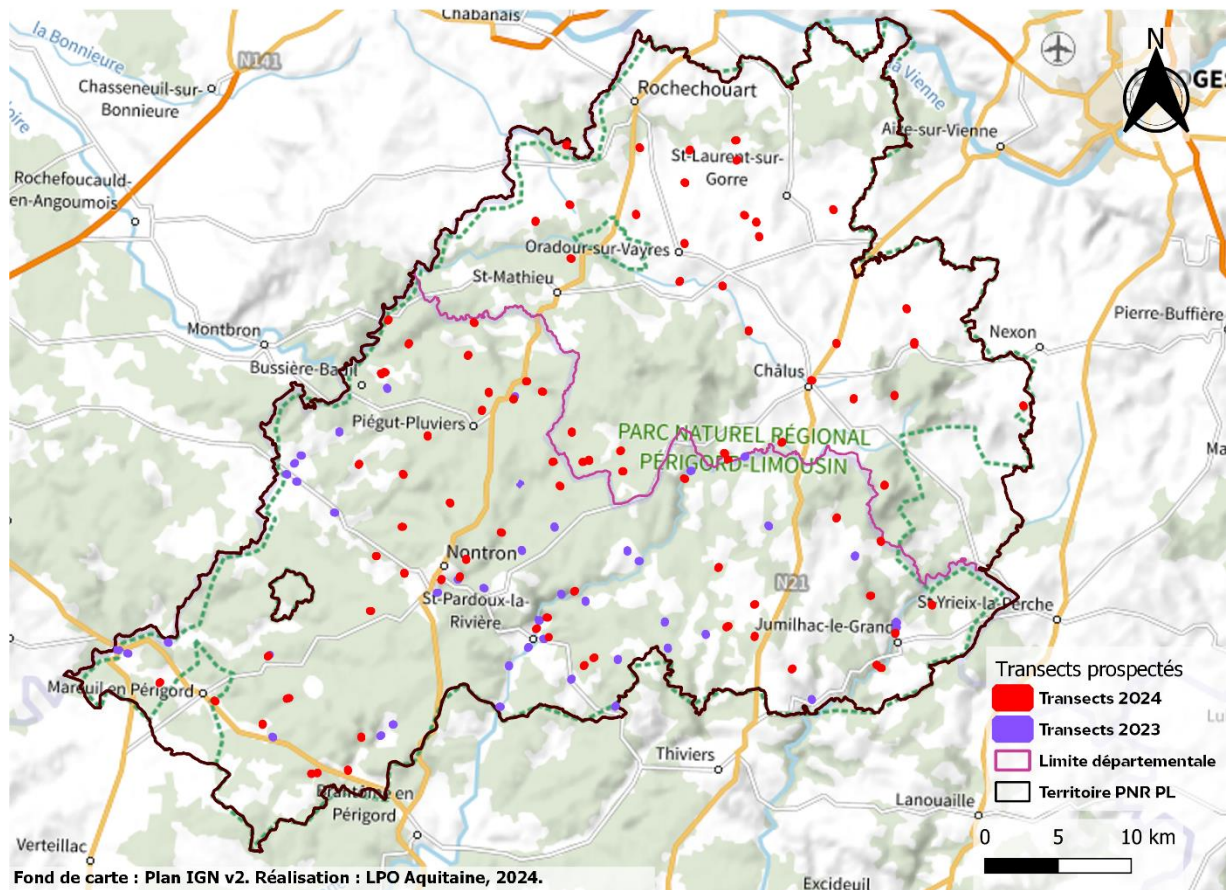 Chabanais
la Bonnieure
N141
N
Chasseneuil-sur-
Bonnieure
Rochechouart
la Vienne
OGES
Aixe-sur-Vienne
St-Laurent-sur-
Gorre
Rochefoucauld-
en-Angoumois
Oradour-sur-Vayres
St-Mathieu
Montbron
Nexon
Pierre-Buffière
Bussière-Badil
Châlus
Piégut-Pluviers
PARC NATUREL RÉGIONAL
PÉRIGORD-LIMOUSIN
Nontron
N21
St-Pardoux-la-
Rivière
St-Yrieix-la-Perche
Jumilhac-le-Grand
Mareuil en Périgord
Transects prospectés
Transects 2024
Transects 2023
Limite départementale
Territoire PNR PL
Thiviers
Brantôme en
Périgord
Lanouaille
Verteillac
0 5 10 km
Excideuil
Fond de carte : Plan IGN v2. Réalisation : LPO Aquitaine, 2024.